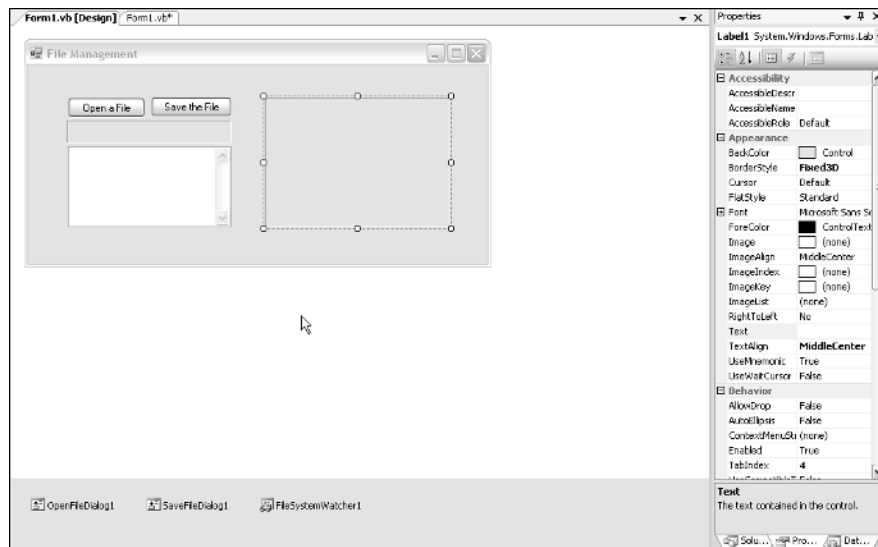 Form1.vb [Design] Form1.vb*
File Management
Open a File Save the File
OpenFileDialog1 SaveFileDialog1 FileSystemWatcher1
Properties
Label1 System.Windows.Forms.Lab
Accessibility
AccessibleDescr
AccessibleName
AccessibleRole Default
Appearance
BackColor Control
BorderStyle Fixed3D
Cursor Default
FlatStyle Standard
Font Microsoft Sans Se
ForeColor ControlText
Image (none)
ImageAlign MiddleCenter
ImageIndex (none)
ImageKey (none)
ImageList (none)
RightToLeft No
Text
TextAlign MiddleCenter
UseMnemonic True
UseWaitCursor False
Behavior
AllowDrop False
AutoEllipsis False
ContextMenuSt (none)
Enabled True
TabIndex 4
Text
The text contained in the control.
Solu... Pro... Dat...